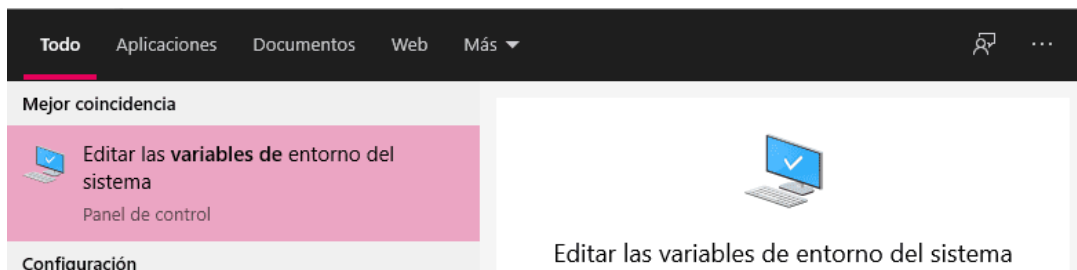 Todo Aplicaciones Documentos Web Más
Mejor coincidencia
Editar las variables de entorno del
sistema
Panel de control
Configuración
Editar las variables de entorno del sistema